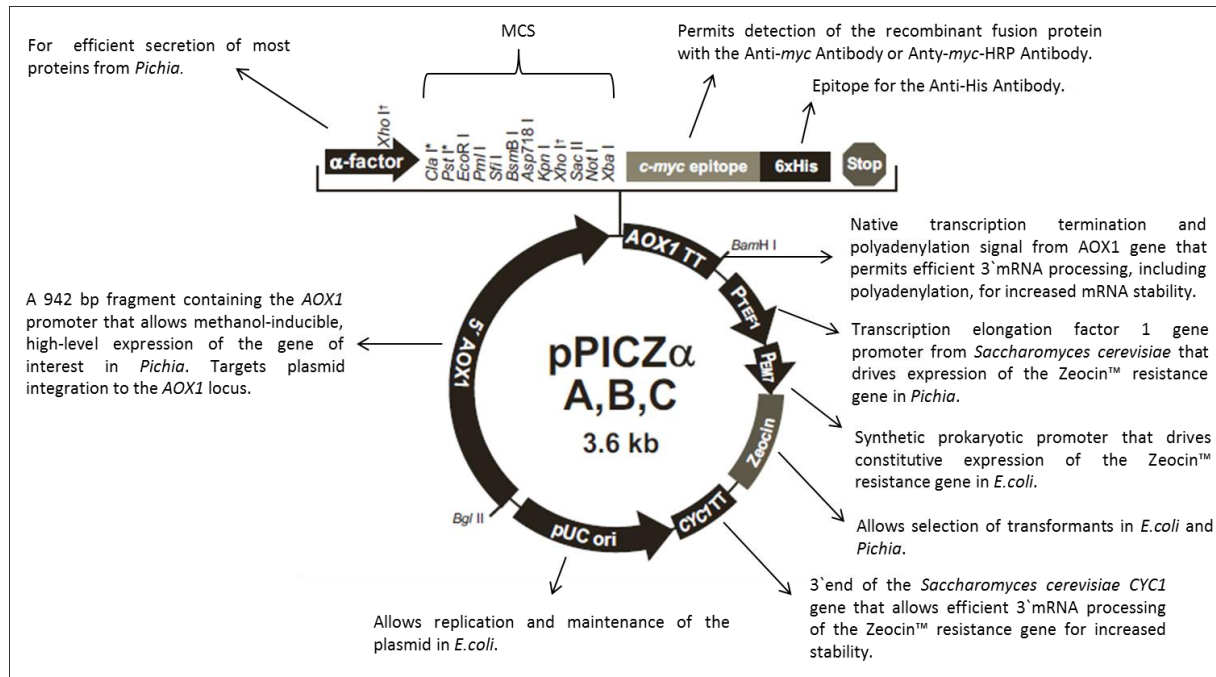 For efficient secretion of most
proteins from Pichia.
MCS
Permits detection of the recombinant fusion protein
with the Anti-myc Antibody or Anty-myc-HRP Antibody.
Epitope for the Anti-His Antibody.
α-factor
Xho I†
Cla I*
Pst I*
EcoR I
Pml I
Sfi I
BsmB I
Asp718 I
Kpn I
Xho I†
Sac II
Not I
Xba I
c-myc epitope
6xHis
Stop
AOX1 TT
BamH I
Native transcription termination and
polyadenylation signal from AOX1 gene that
permits efficient 3`mRNA processing, including
polyadenylation, for increased mRNA stability.
A 942 bp fragment containing the AOX1
promoter that allows methanol-inducible,
high-level expression of the gene of
interest in Pichia. Targets plasmid
integration to the AOX1 locus.
5´ AOX1
pPICZα
A,B,C
3.6 kb
PTEF1
Transcription elongation factor 1 gene
promoter from Saccharomyces cerevisiae that
drives expression of the Zeocin™ resistance
gene in Pichia.
PEM7
Synthetic prokaryotic promoter that drives
constitutive expression of the Zeocin™
resistance gene in E.coli.
Zeocin
Allows selection of transformants in E.coli and
Pichia.
Bgl II
pUC ori
CYC1 TT
3`end of the Saccharomyces cerevisiae CYC1
gene that allows efficient 3`mRNA processing
of the Zeocin™ resistance gene for increased
stability.
Allows replication and maintenance of the
plasmid in E.coli.